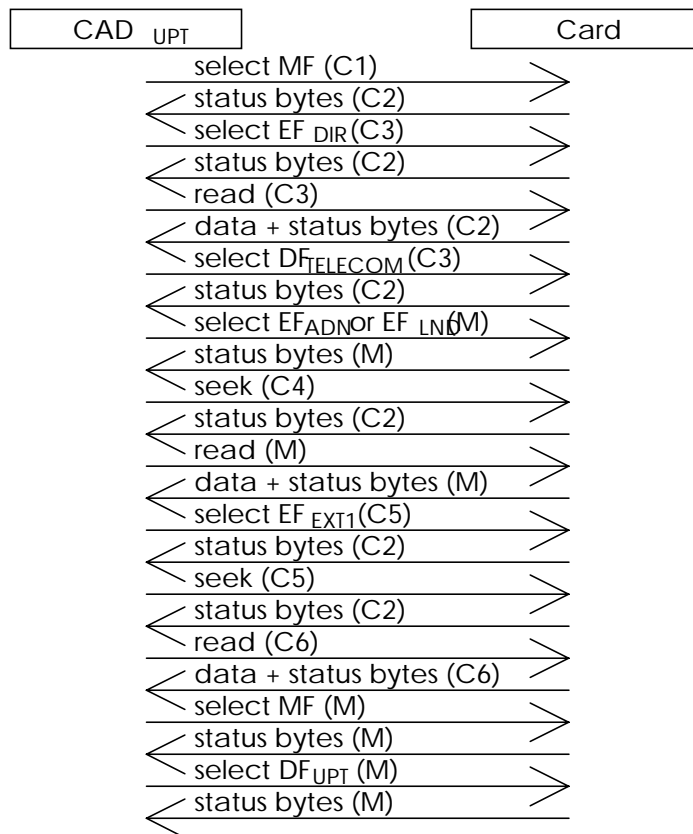 CAD UPT
Card
select MF (C1)
status bytes (C2)
select EF DIR (C3)
status bytes (C2)
read (C3)
data + status bytes (C2)
select DFTELECOM (C3)
status bytes (C2)
select EFADN or EF LND (M)
status bytes (M)
seek (C4)
status bytes (C2)
read (M)
data + status bytes (M)
select EF EXT1 (C5)
status bytes (C2)
seek (C5)
status bytes (C2)
read (C6)
data + status bytes (C6)
select MF (M)
status bytes (M)
select DFUPT (M)
status bytes (M)